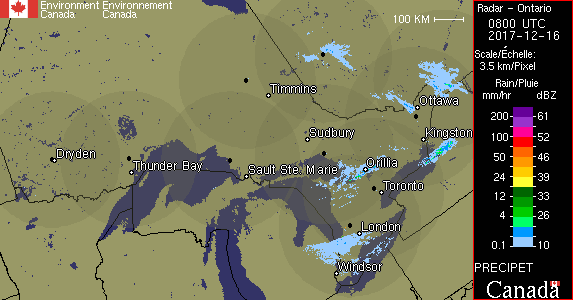 Environment Environnement
Canada Canada
100 KM
Timmins
Ottawa
Sudbury
Kingston
Dryden
Thunder Bay
Sault Ste. Marie
Orillia
Toronto
London
Windsor
Radar - Ontario
0800 UTC
2017-12-16
Scale/Échelle:
3.5 km/Pixel
Rain/Pluie
mm/hr dBZ
200 61
100 52
50 46
24 39
12 33
4 26
0.1 10
PRECIPET
Canada